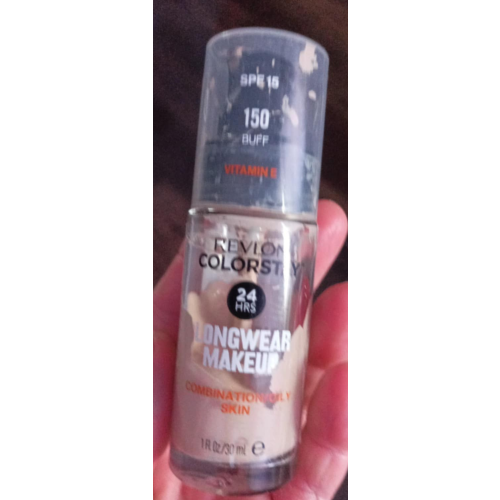 SPF 15
150
BUFF
VITAMIN E
REVLON
COLORSTAY
24
HRS
LONGWEAR
MAKEUP
COMBINATION/OILY
SKIN
1 Fl Oz/30 mL e